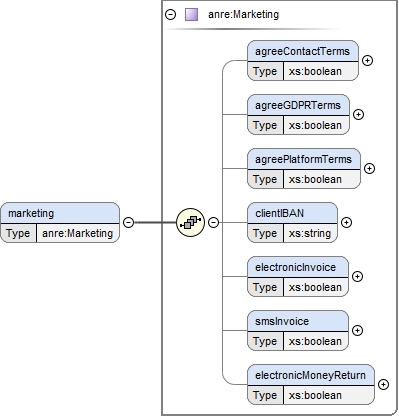 anre:Marketing
agreeContactTerms
Type xs:boolean
agreeGDPRTerms
Type xs:boolean
agreePlatformTerms
Type xs:boolean
marketing
Type anre:Marketing
clientIBAN
Type xs:string
electronicInvoice
Type xs:boolean
smsInvoice
Type xs:boolean
electronicMoneyReturn
Type xs:boolean